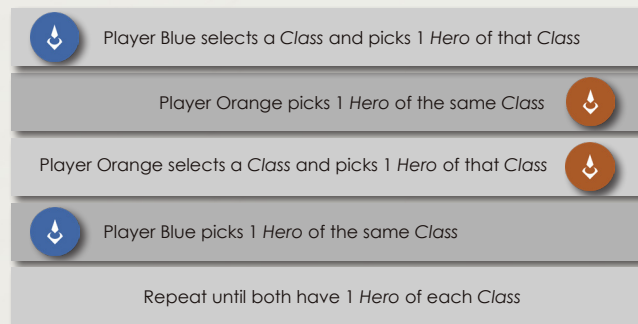 Player Blue selects a Class and picks 1 Hero of that Class
Player Orange picks 1 Hero of the same Class
Player Orange selects a Class and picks 1 Hero of that Class
Player Blue picks 1 Hero of the same Class
Repeat until both have 1 Hero of each Class